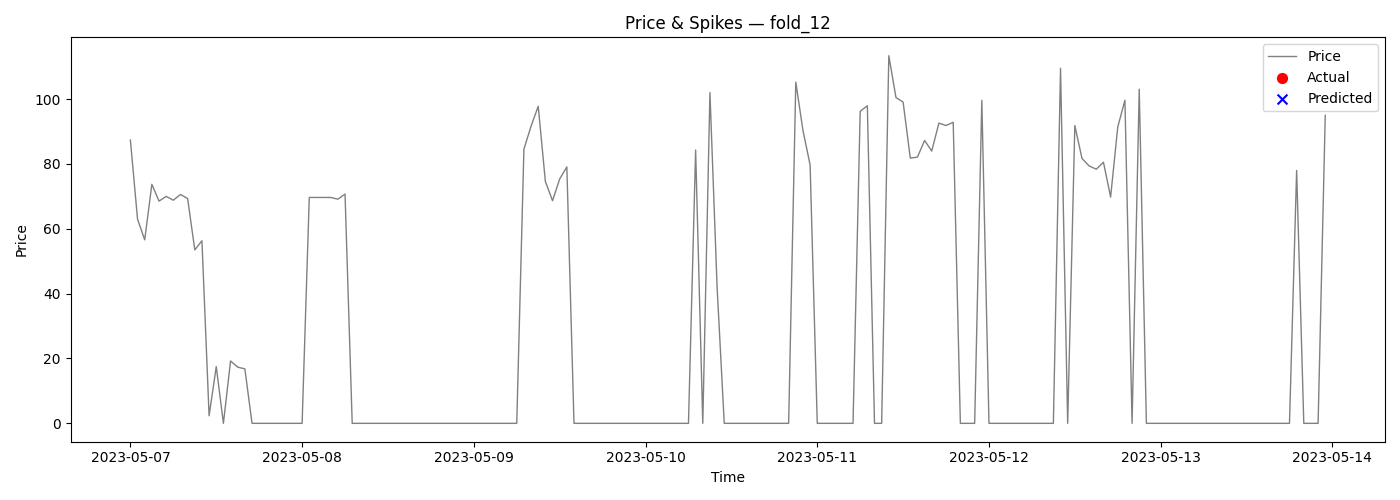 Price & Spikes — fold_12
Price
Actual
Predicted
100
80
60
40
20
0
Price
2023-05-07
2023-05-08
2023-05-09
2023-05-10
2023-05-11
2023-05-12
2023-05-13
2023-05-14
Time